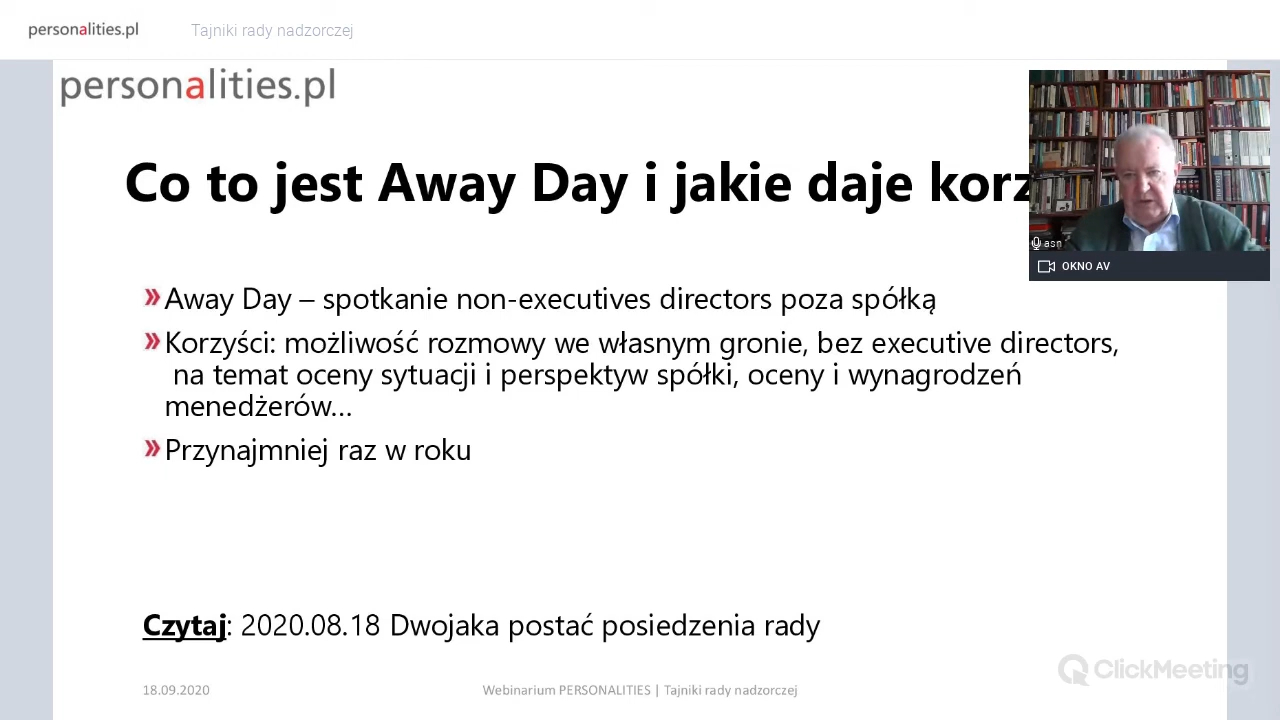 personalities.pl
Tajniki rady nadzorczej
personalities.pl
Co to jest Away Day i jakie daje korz
asn
OKNO AV
» Away Day – spotkanie non-executives directors poza spółką
» Korzyści: możliwość rozmowy we własnym gronie, bez executive directors,
na temat oceny sytuacji i perspektyw spółki, oceny i wynagrodzeń
menedżerów...
» Przynajmniej raz w roku
Czytaj: 2020.08.18 Dwojaka postać posiedzenia rady
ClickMeeting
18.09.2020
Webinarium PERSONALITIES | Tajniki rady nadzorczej